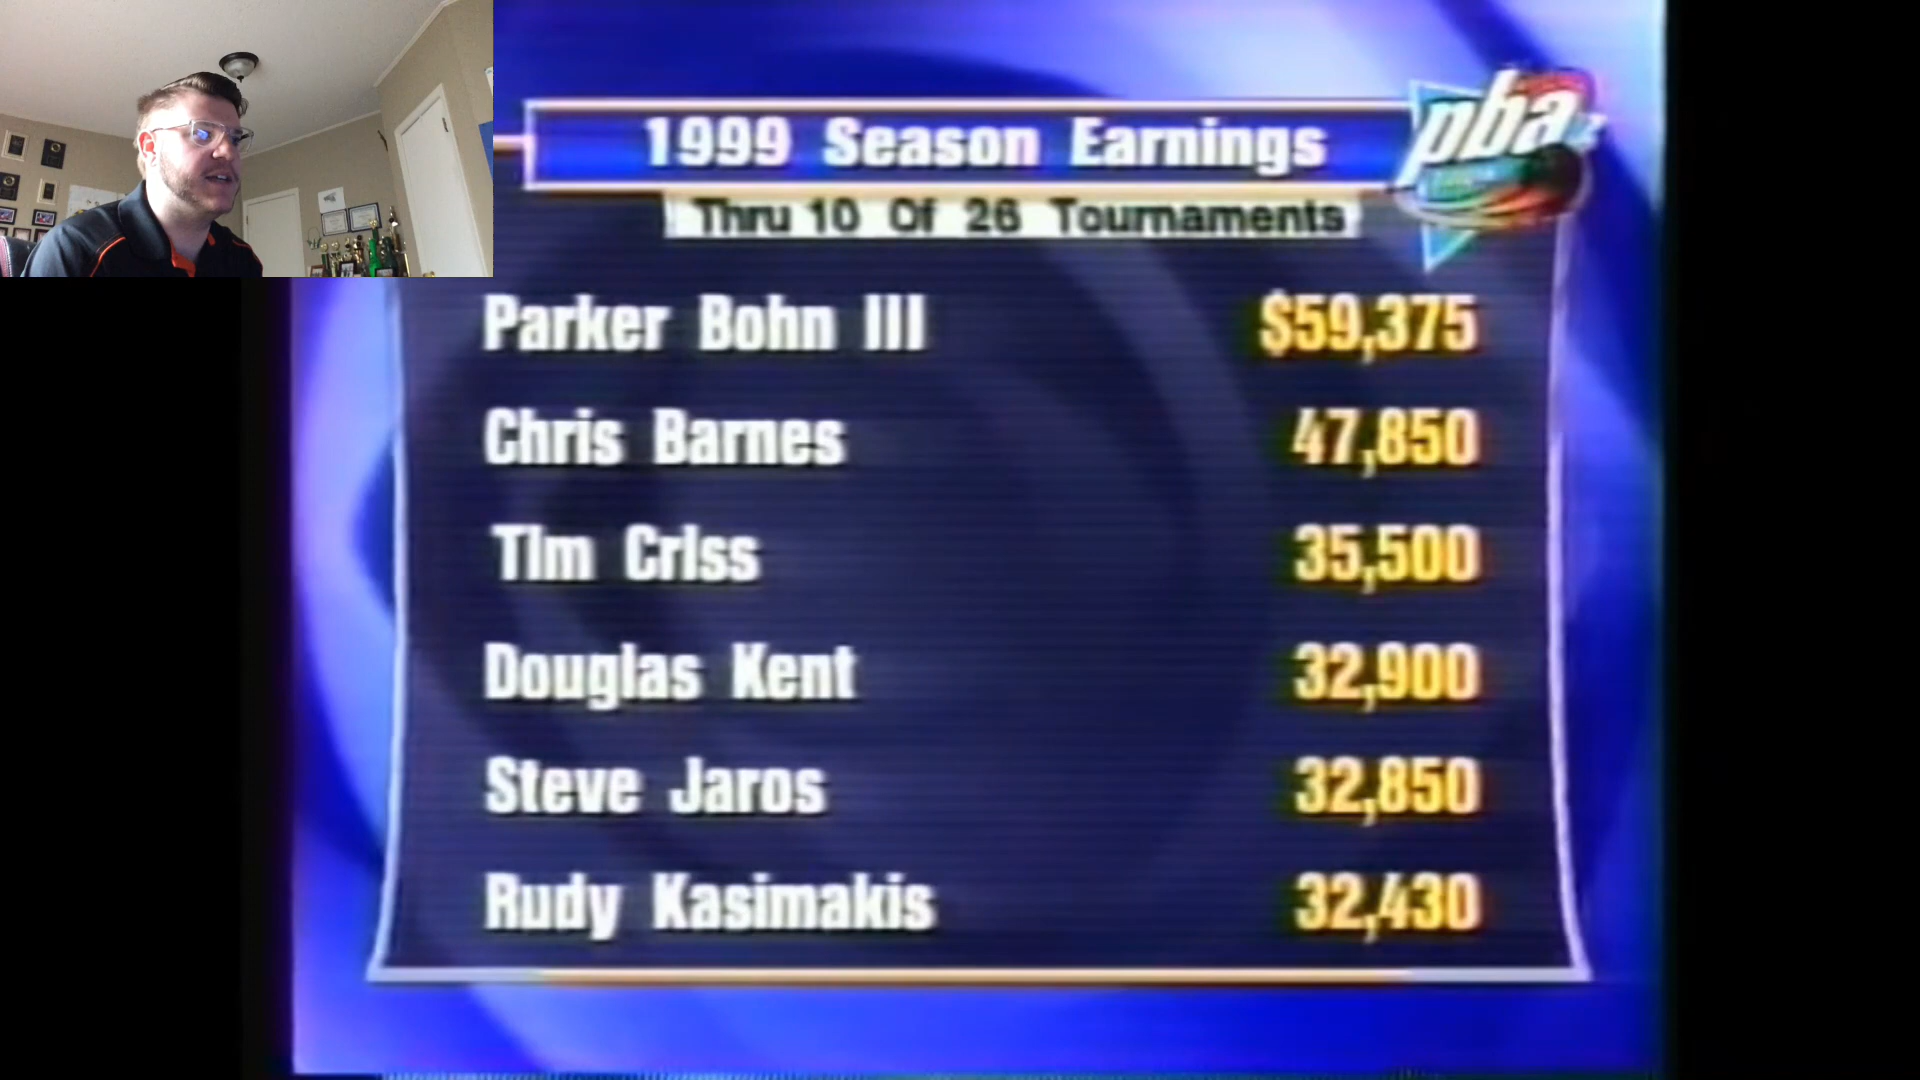 1999 Season Earnings
pba
Thru 10 Of 26 Tournaments
Parker Bohn III $59,375
Chris Barnes 47,850
Tim Criss 35,500
Douglas Kent 32,900
Steve Jaros 32,850
Rudy Kasimakis 32,430